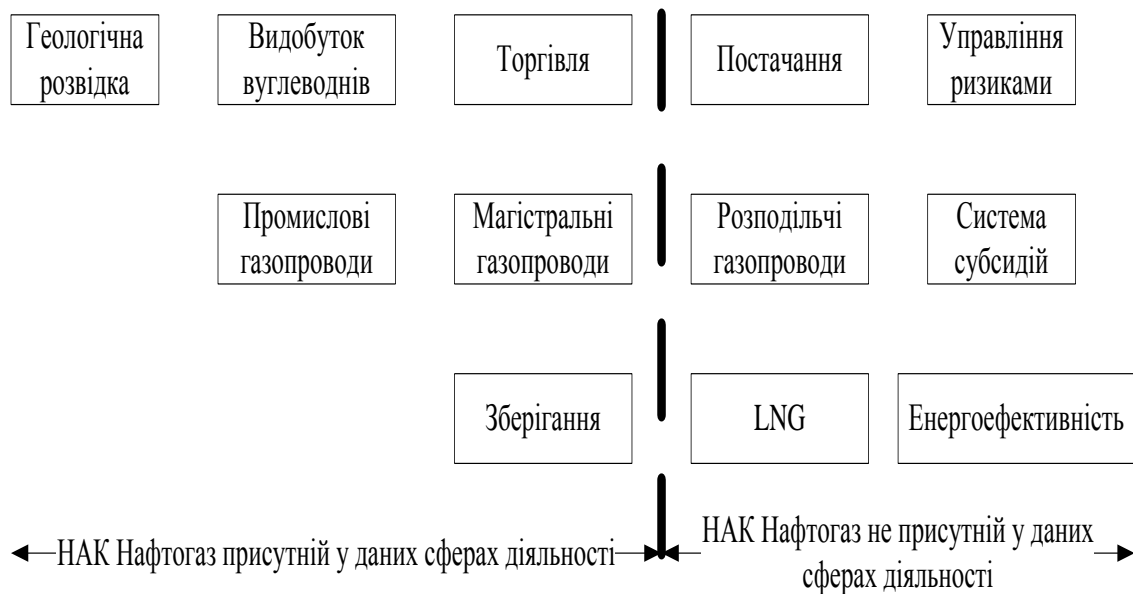 Геологічна
розвідка
Видобуток
вуглеводнів
Торгівля
Постачання
Управління
ризиками
Промислові
газопроводи
Магістральні
газопроводи
Розподільчі
газопроводи
Система
субсидій
Зберігання
LNG
Енергоефективність
НАК Нафтогаз присутній у даних сферах діяльності
НАК Нафтогаз не присутній у даних
сферах діяльності